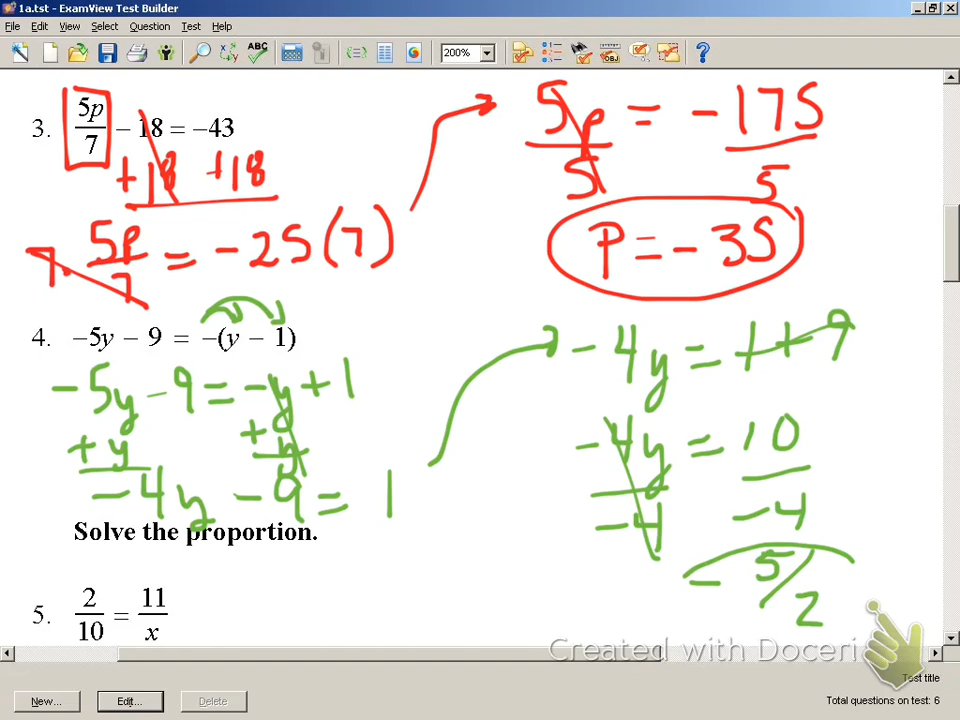 1a.tst - ExamView Test Builder
File Edit View Select Question Test Help
ABC 200% OBJ ?
3. 5p/7 – 18 = –43
+18 +18
7· 5p/7 = -25(7)
5p/5 = -175/5
P = -35
4. –5y – 9 = –(y – 1)
-5y - 9 = -y + 1
+y +y
-4y - 9 = 1
-4y = 1 + 9
-4y/-4 = 10/-4
- 5/2
Solve the proportion.
5. 2/10 = 11/x
Created with Doceri
Test title
New... Edit... Delete Total questions on test: 6